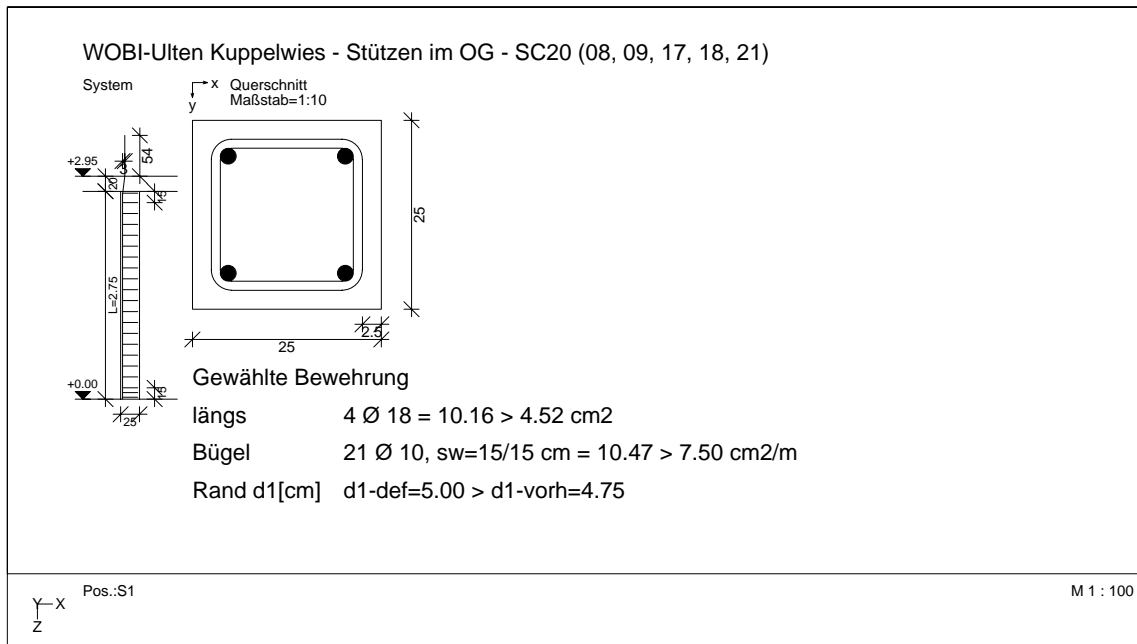 WOBI-Ulten Kuppelwies - Stützen im OG - SC20 (08, 09, 17, 18, 21)
System
x
Querschnitt
y
Maßstab=1:10
54
+2.95
20
15
25
L=2.75
2.5
25
+0.00
15
25
Gewählte Bewehrung
längs 4 Ø 18 = 10.16 > 4.52 cm2
Bügel 21 Ø 10, sw=15/15 cm = 10.47 > 7.50 cm2/m
Rand d1[cm] d1-def=5.00 > d1-vorh=4.75
Pos.:S1
M 1 : 100
Y X
Z